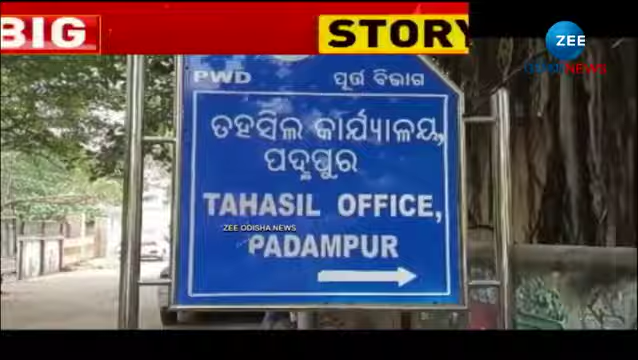 BIG STORY
ZEE
ODISHA NEWS
PWD ପୂର୍ତ୍ତ ବିଭାଗ
ତହସିଲ କାର୍ଯ୍ୟାଳୟ,
ପଦ୍ମପୁର
TAHASIL OFFICE,
ZEE ODISHA NEWS
PADAMPUR